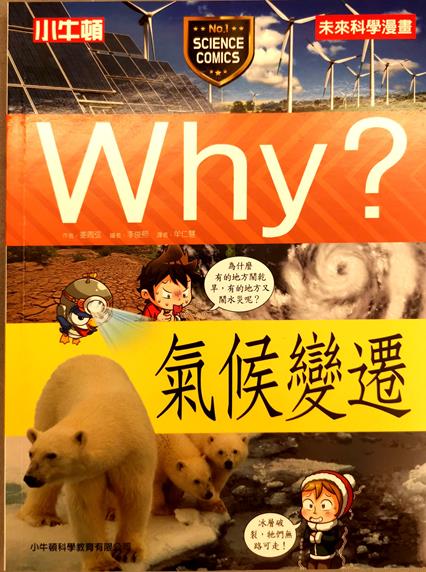 小牛頓
No.1
SCIENCE
COMICS
未來科學漫畫
Why?
為什麼
有的地方鬧乾
旱，有的地方又
鬧水災呢？
氣候變遷
冰層破
裂，牠們無
路可走！
小牛頓科學教育有限公司